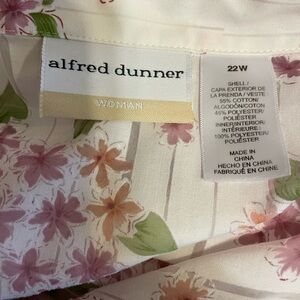 alfred dunner
WOMAN
22W
SHELL/
CAPA EXTERIOR DE
LA PRENDA/ VESTE
55% COTTON/
ALGODÓN/COTON
45% POLYESTER/
POLIÉSTER
INNER/INTERIOR/
INTÉRIEURE:
100% POLYESTER/
POLIÉSTER
MADE IN
CHINA
HECHO EN CHINA
FABRIQUÉ EN CHINE